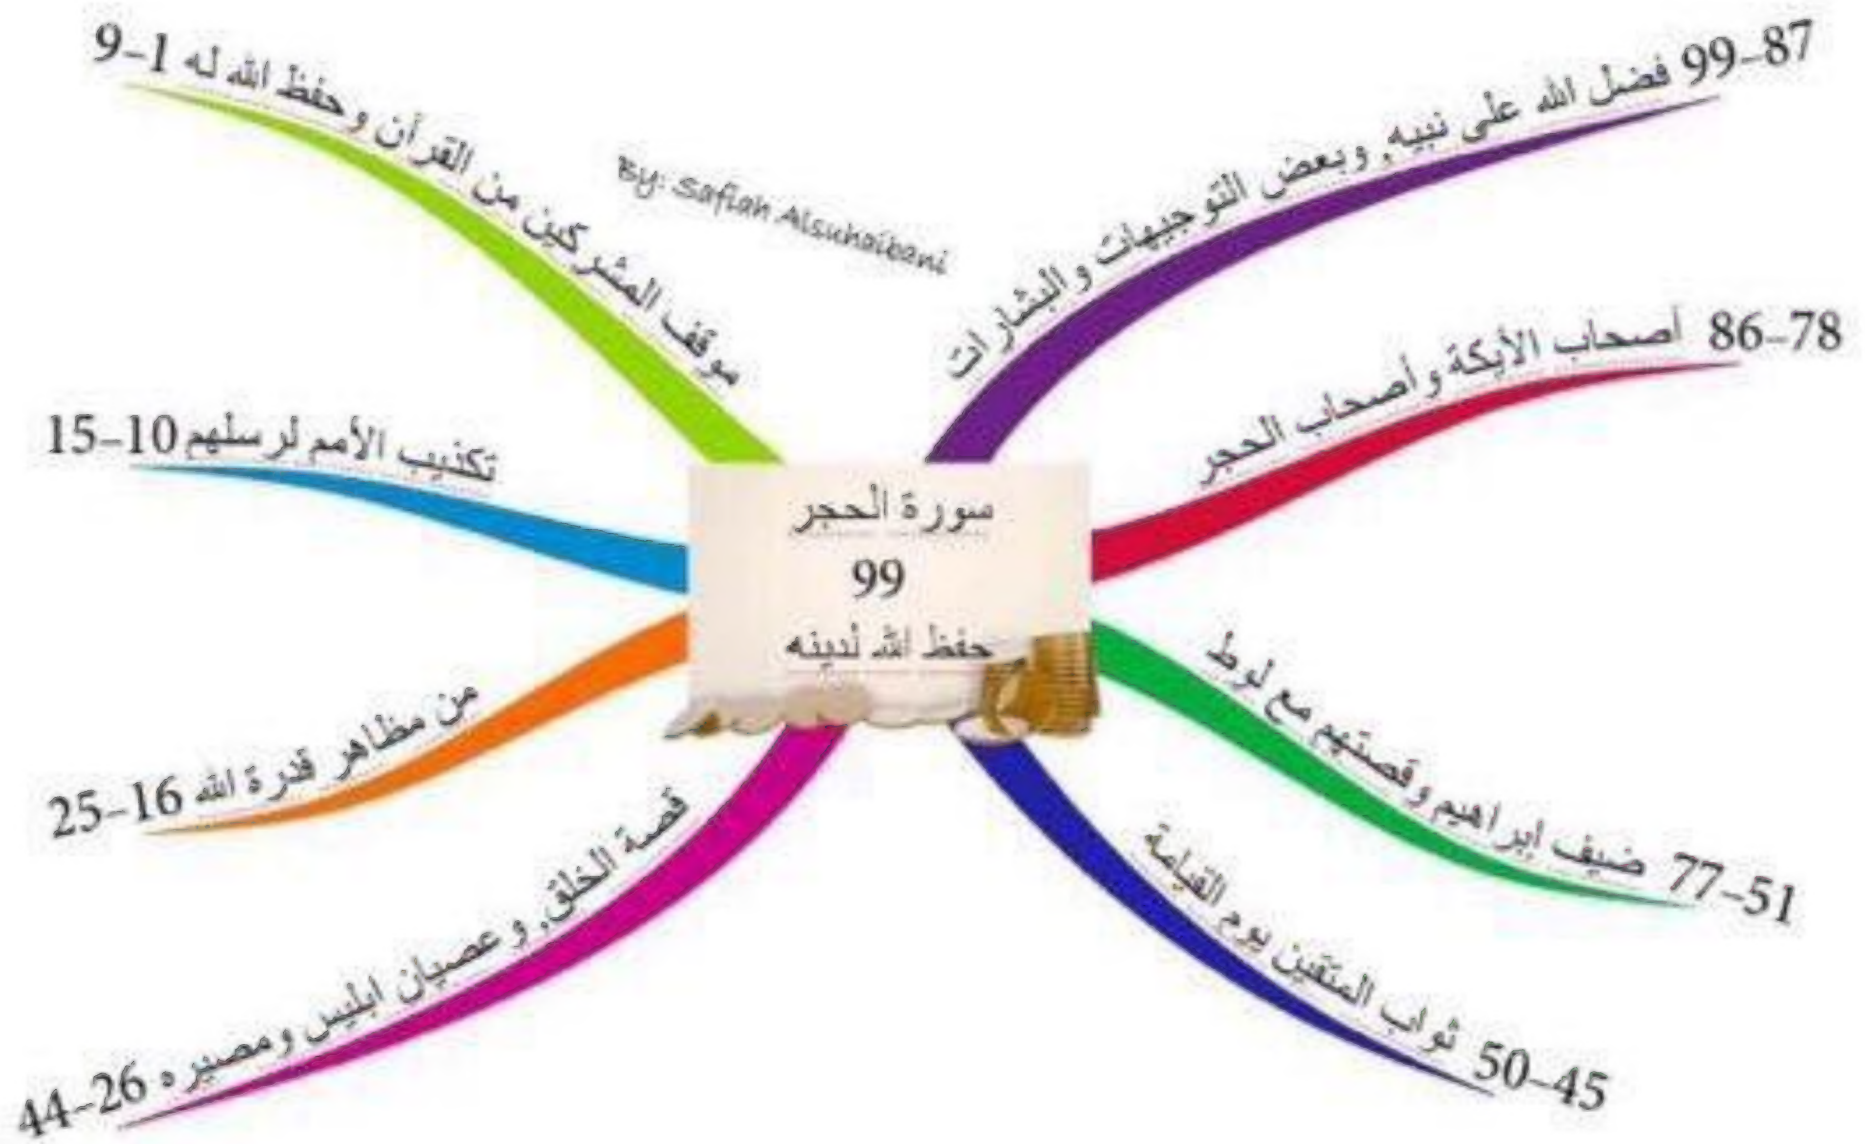 سورة الحجر
99
حفظ الله لدينه
By: Safiah Alsuhaibani
موقف المشركين من القرآن وحفظ الله له 1-9
تكذيب الأمم لرسلهم 10-15
من مظاهر قدرة الله 16-25
قصة الخلق, وعصيان ابليس ومصيره 26-44
45-50 ثواب المتقين يوم القيامة
51-77 ضيف ابراهيم وقصتهم مع لوط
78-86 أصحاب الأيكة وأصحاب الحجر
87-99 فضل الله على نبيه, وبعض التوجيهات والبشارات